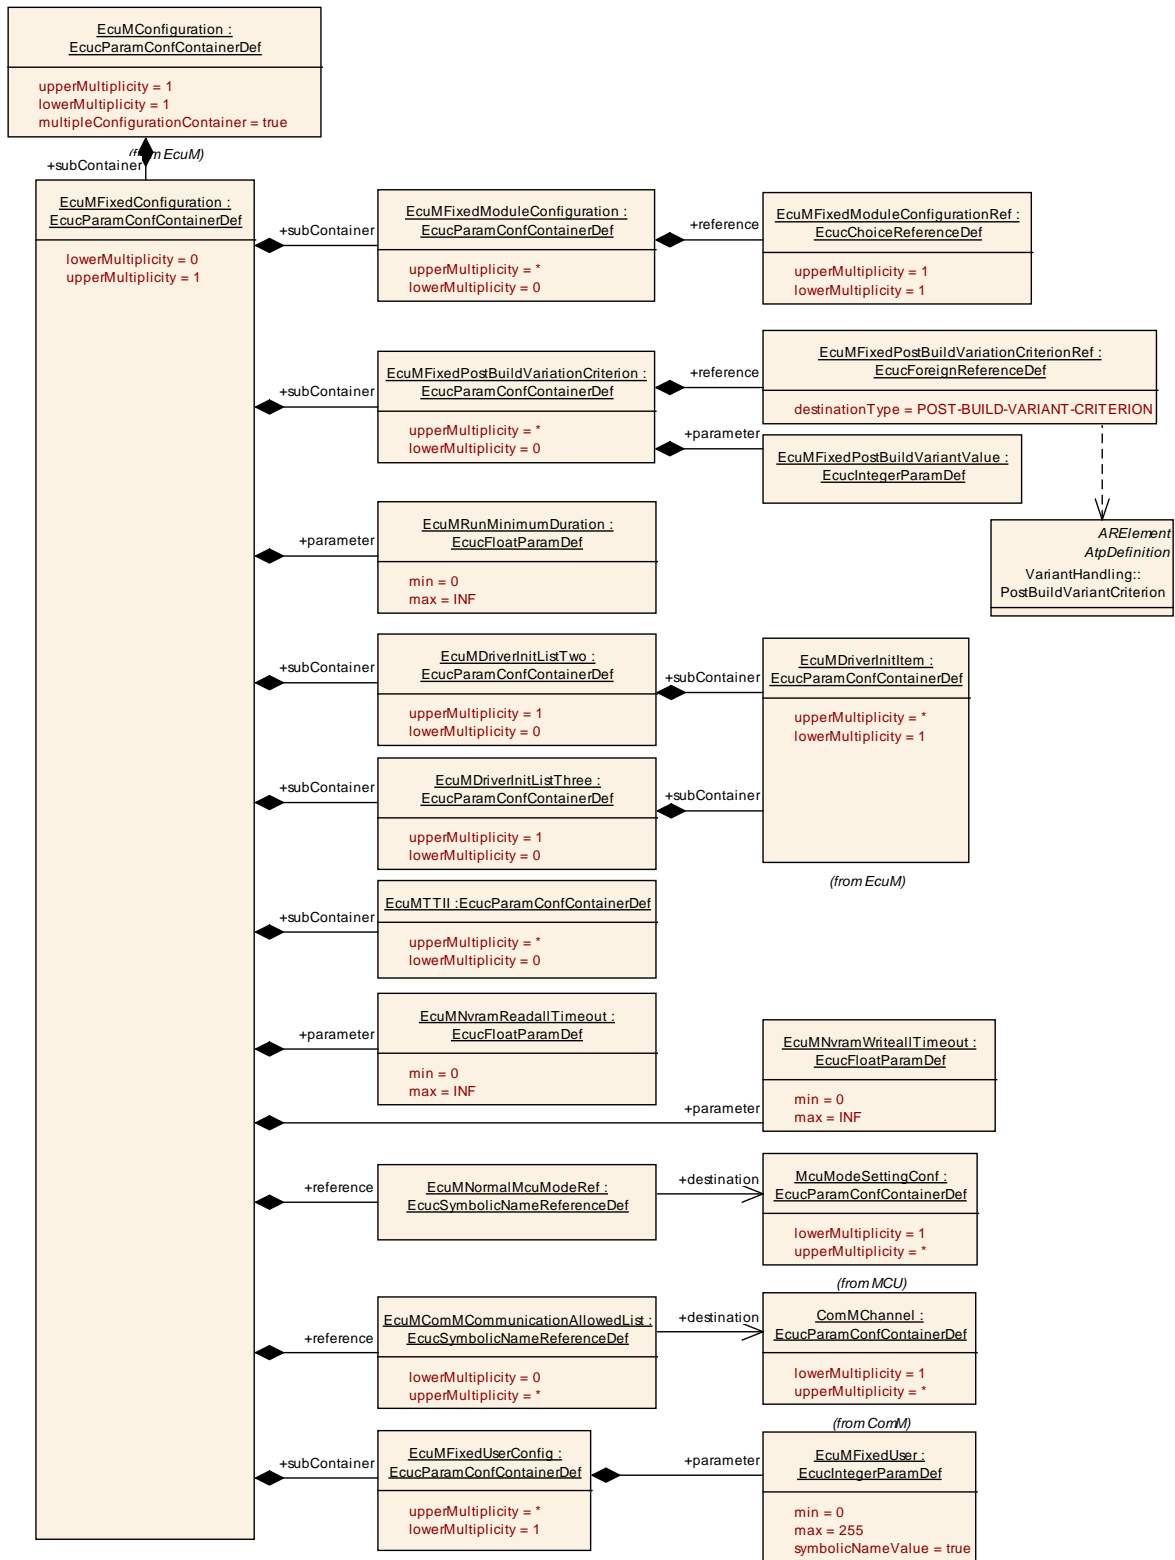 EcuMConfiguration :
EcucParamConfContainerDef
upperMultiplicity = 1
lowerMultiplicity = 1
multipleConfigurationContainer = true
(from EcuM)
+subContainer
EcuMFixedConfiguration :
EcucParamConfContainerDef
lowerMultiplicity = 0
upperMultiplicity = 1
+subContainer
EcuMFixedModuleConfiguration :
EcucParamConfContainerDef
upperMultiplicity = *
lowerMultiplicity = 0
+reference
EcuMFixedModuleConfigurationRef :
EcucChoiceReferenceDef
upperMultiplicity = 1
lowerMultiplicity = 1
+subContainer
EcuMFixedPostBuildVariationCriterion :
EcucParamConfContainerDef
upperMultiplicity = *
lowerMultiplicity = 0
+reference
EcuMFixedPostBuildVariationCriterionRef :
EcucForeignReferenceDef
destinationType = POST-BUILD-VARIANT-CRITERION
+parameter
EcuMFixedPostBuildVariantValue :
EcucIntegerParamDef
ARElement
AtpDefinition
VariantHandling::
PostBuildVariantCriterion
+parameter
EcuMRunMinimumDuration :
EcucFloatParamDef
min = 0
max = INF
+subContainer
EcuMDriverInitListTwo :
EcucParamConfContainerDef
upperMultiplicity = 1
lowerMultiplicity = 0
+subContainer
EcuMDriverInitItem :
EcucParamConfContainerDef
upperMultiplicity = *
lowerMultiplicity = 1
(from EcuM)
+subContainer
EcuMDriverInitListThree :
EcucParamConfContainerDef
upperMultiplicity = 1
lowerMultiplicity = 0
+subContainer
+subContainer
EcuMTTII :EcucParamConfContainerDef
upperMultiplicity = *
lowerMultiplicity = 0
+parameter
EcuMNvramReadallTimeout :
EcucFloatParamDef
min = 0
max = INF
+parameter
EcuMNvramWriteallTimeout :
EcucFloatParamDef
min = 0
max = INF
+reference
EcuMNormalMcuModeRef :
EcucSymbolicNameReferenceDef
+destination
McuModeSettingConf :
EcucParamConfContainerDef
lowerMultiplicity = 1
upperMultiplicity = *
(from MCU)
+reference
EcuMComMCommunicationAllowedList :
EcucSymbolicNameReferenceDef
lowerMultiplicity = 0
upperMultiplicity = *
+destination
ComMChannel :
EcucParamConfContainerDef
lowerMultiplicity = 1
upperMultiplicity = *
(from ComM)
+subContainer
EcuMFixedUserConfig :
EcucParamConfContainerDef
upperMultiplicity = *
lowerMultiplicity = 1
+parameter
EcuMFixedUser :
EcucIntegerParamDef
min = 0
max = 255
symbolicNameValue = true